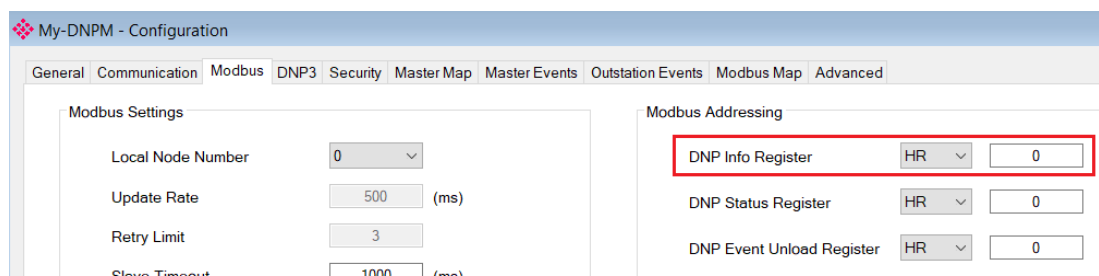 My-DNPM - Configuration
General Communication Modbus DNP3 Security Master Map Master Events Outstation Events Modbus Map Advanced
Modbus Settings
Local Node Number 0
Update Rate 500 (ms)
Retry Limit 3
Slave Timeout 1000 (ms)
Modbus Addressing
DNP Info Register HR 0
DNP Status Register HR 0
DNP Event Unload Register HR 0